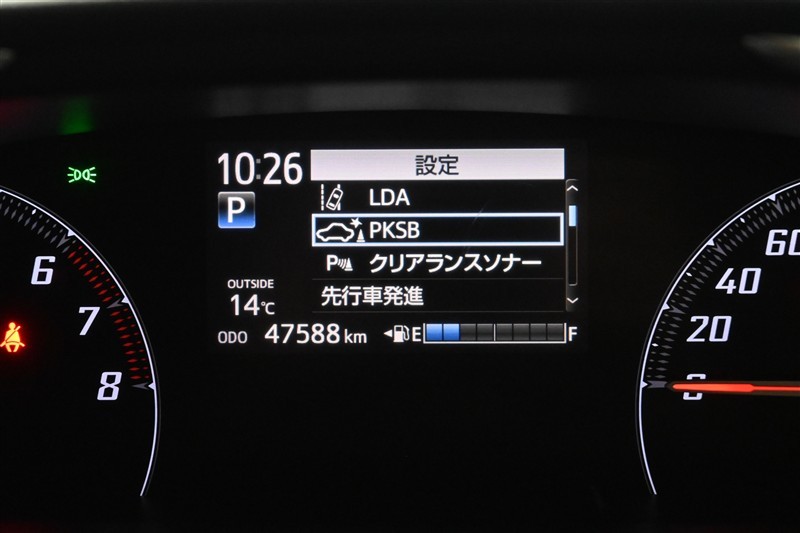 10:26
設定
LDA
P
PKSB
P クリアランスソナー
OUTSIDE
14℃
先行車発進
ODO 47588 km
E F
6
7
8
60
40
20
0